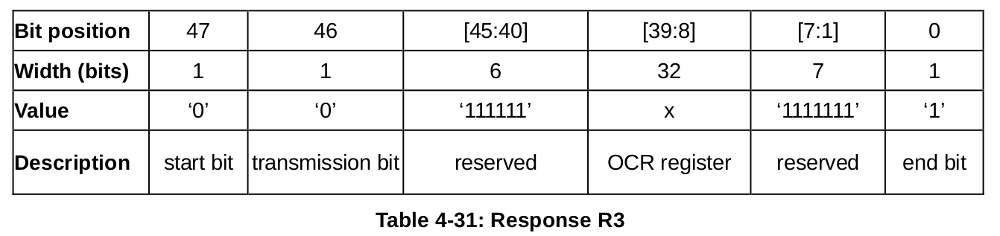 Bit position 47 46 [45:40] [39:8] [7:1] 0
Width (bits) 1 1 6 32 7 1
Value ‘0’ ‘0’ ‘111111’ x ‘1111111’ ‘1’
Description start bit transmission bit reserved OCR register reserved end bit
Table 4-31: Response R3